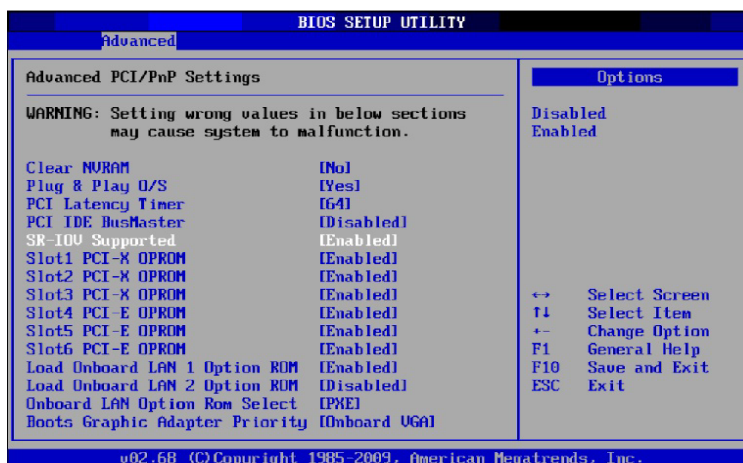 BIOS SETUP UTILITY
Advanced
Advanced PCI/PnP Settings
WARNING: Setting wrong values in below sections
may cause system to malfunction.
Clear NVRAM [No]
Plug & Play O/S [Yes]
PCI Latency Timer [64]
PCI IDE BusMaster [Disabled]
SR-IOV Supported [Enabled]
Slot1 PCI-X OPROM [Enabled]
Slot2 PCI-X OPROM [Enabled]
Slot3 PCI-X OPROM [Enabled]
Slot4 PCI-E OPROM [Enabled]
Slot5 PCI-E OPROM [Enabled]
Slot6 PCI-E OPROM [Enabled]
Load Onboard LAN 1 Option ROM [Enabled]
Load Onboard LAN 2 Option ROM [Disabled]
Onboard LAN Option Rom Select [PXE]
Boots Graphic Adapter Priority [Onboard VGA]
Options
Disabled
Enabled
↔ Select Screen
↑↓ Select Item
+- Change Option
F1 General Help
F10 Save and Exit
ESC Exit
v02.68 (C)Copyright 1985-2009, American Megatrends, Inc.